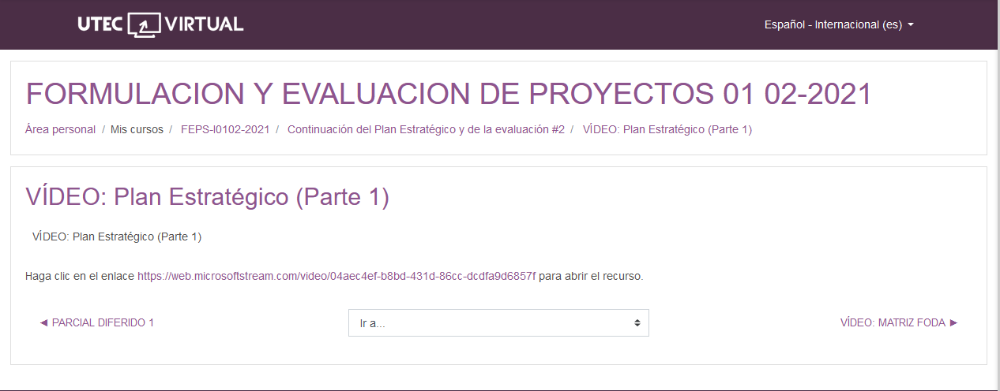 UTEC VIRTUAL
Español - Internacional (es)
FORMULACION Y EVALUACION DE PROYECTOS 01 02-2021
Área personal / Mis cursos / FEPS-I0102-2021 / Continuación del Plan Estratégico y de la evaluación #2 / VÍDEO: Plan Estratégico (Parte 1)
VÍDEO: Plan Estratégico (Parte 1)
VÍDEO: Plan Estratégico (Parte 1)
Haga clic en el enlace https://web.microsoftstream.com/video/04aec4ef-b8bd-431d-86cc-dcdfa9d6857f para abrir el recurso.
◄ PARCIAL DIFERIDO 1
Ir a...
VÍDEO: MATRIZ FODA ►